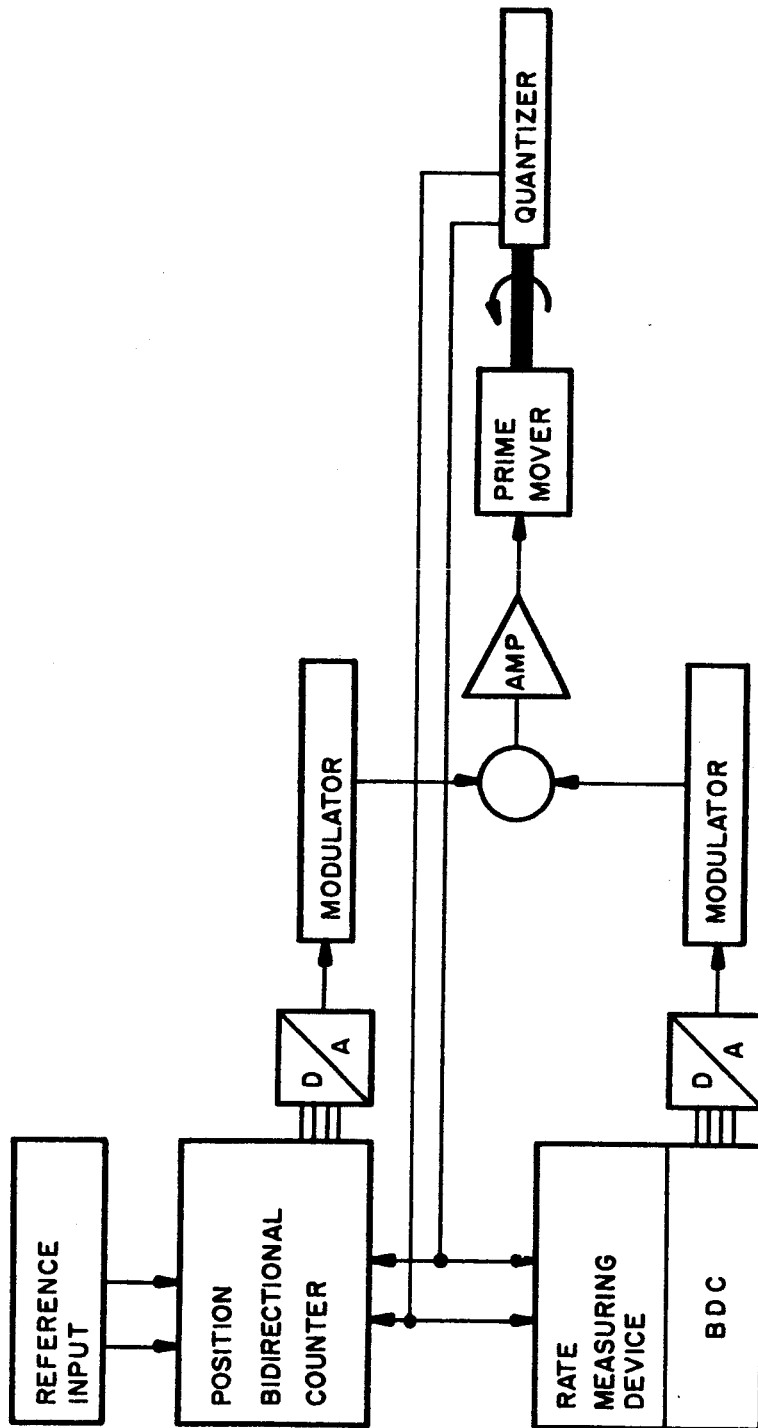 REFERENCE
INPUT
POSITION
BIDIRECTIONAL
COUNTER
D
A
MODULATOR
QUANTIZER
PRIME
MOVER
AMP
RATE
MEASURING
DEVICE
BDC
D
A
MODULATOR